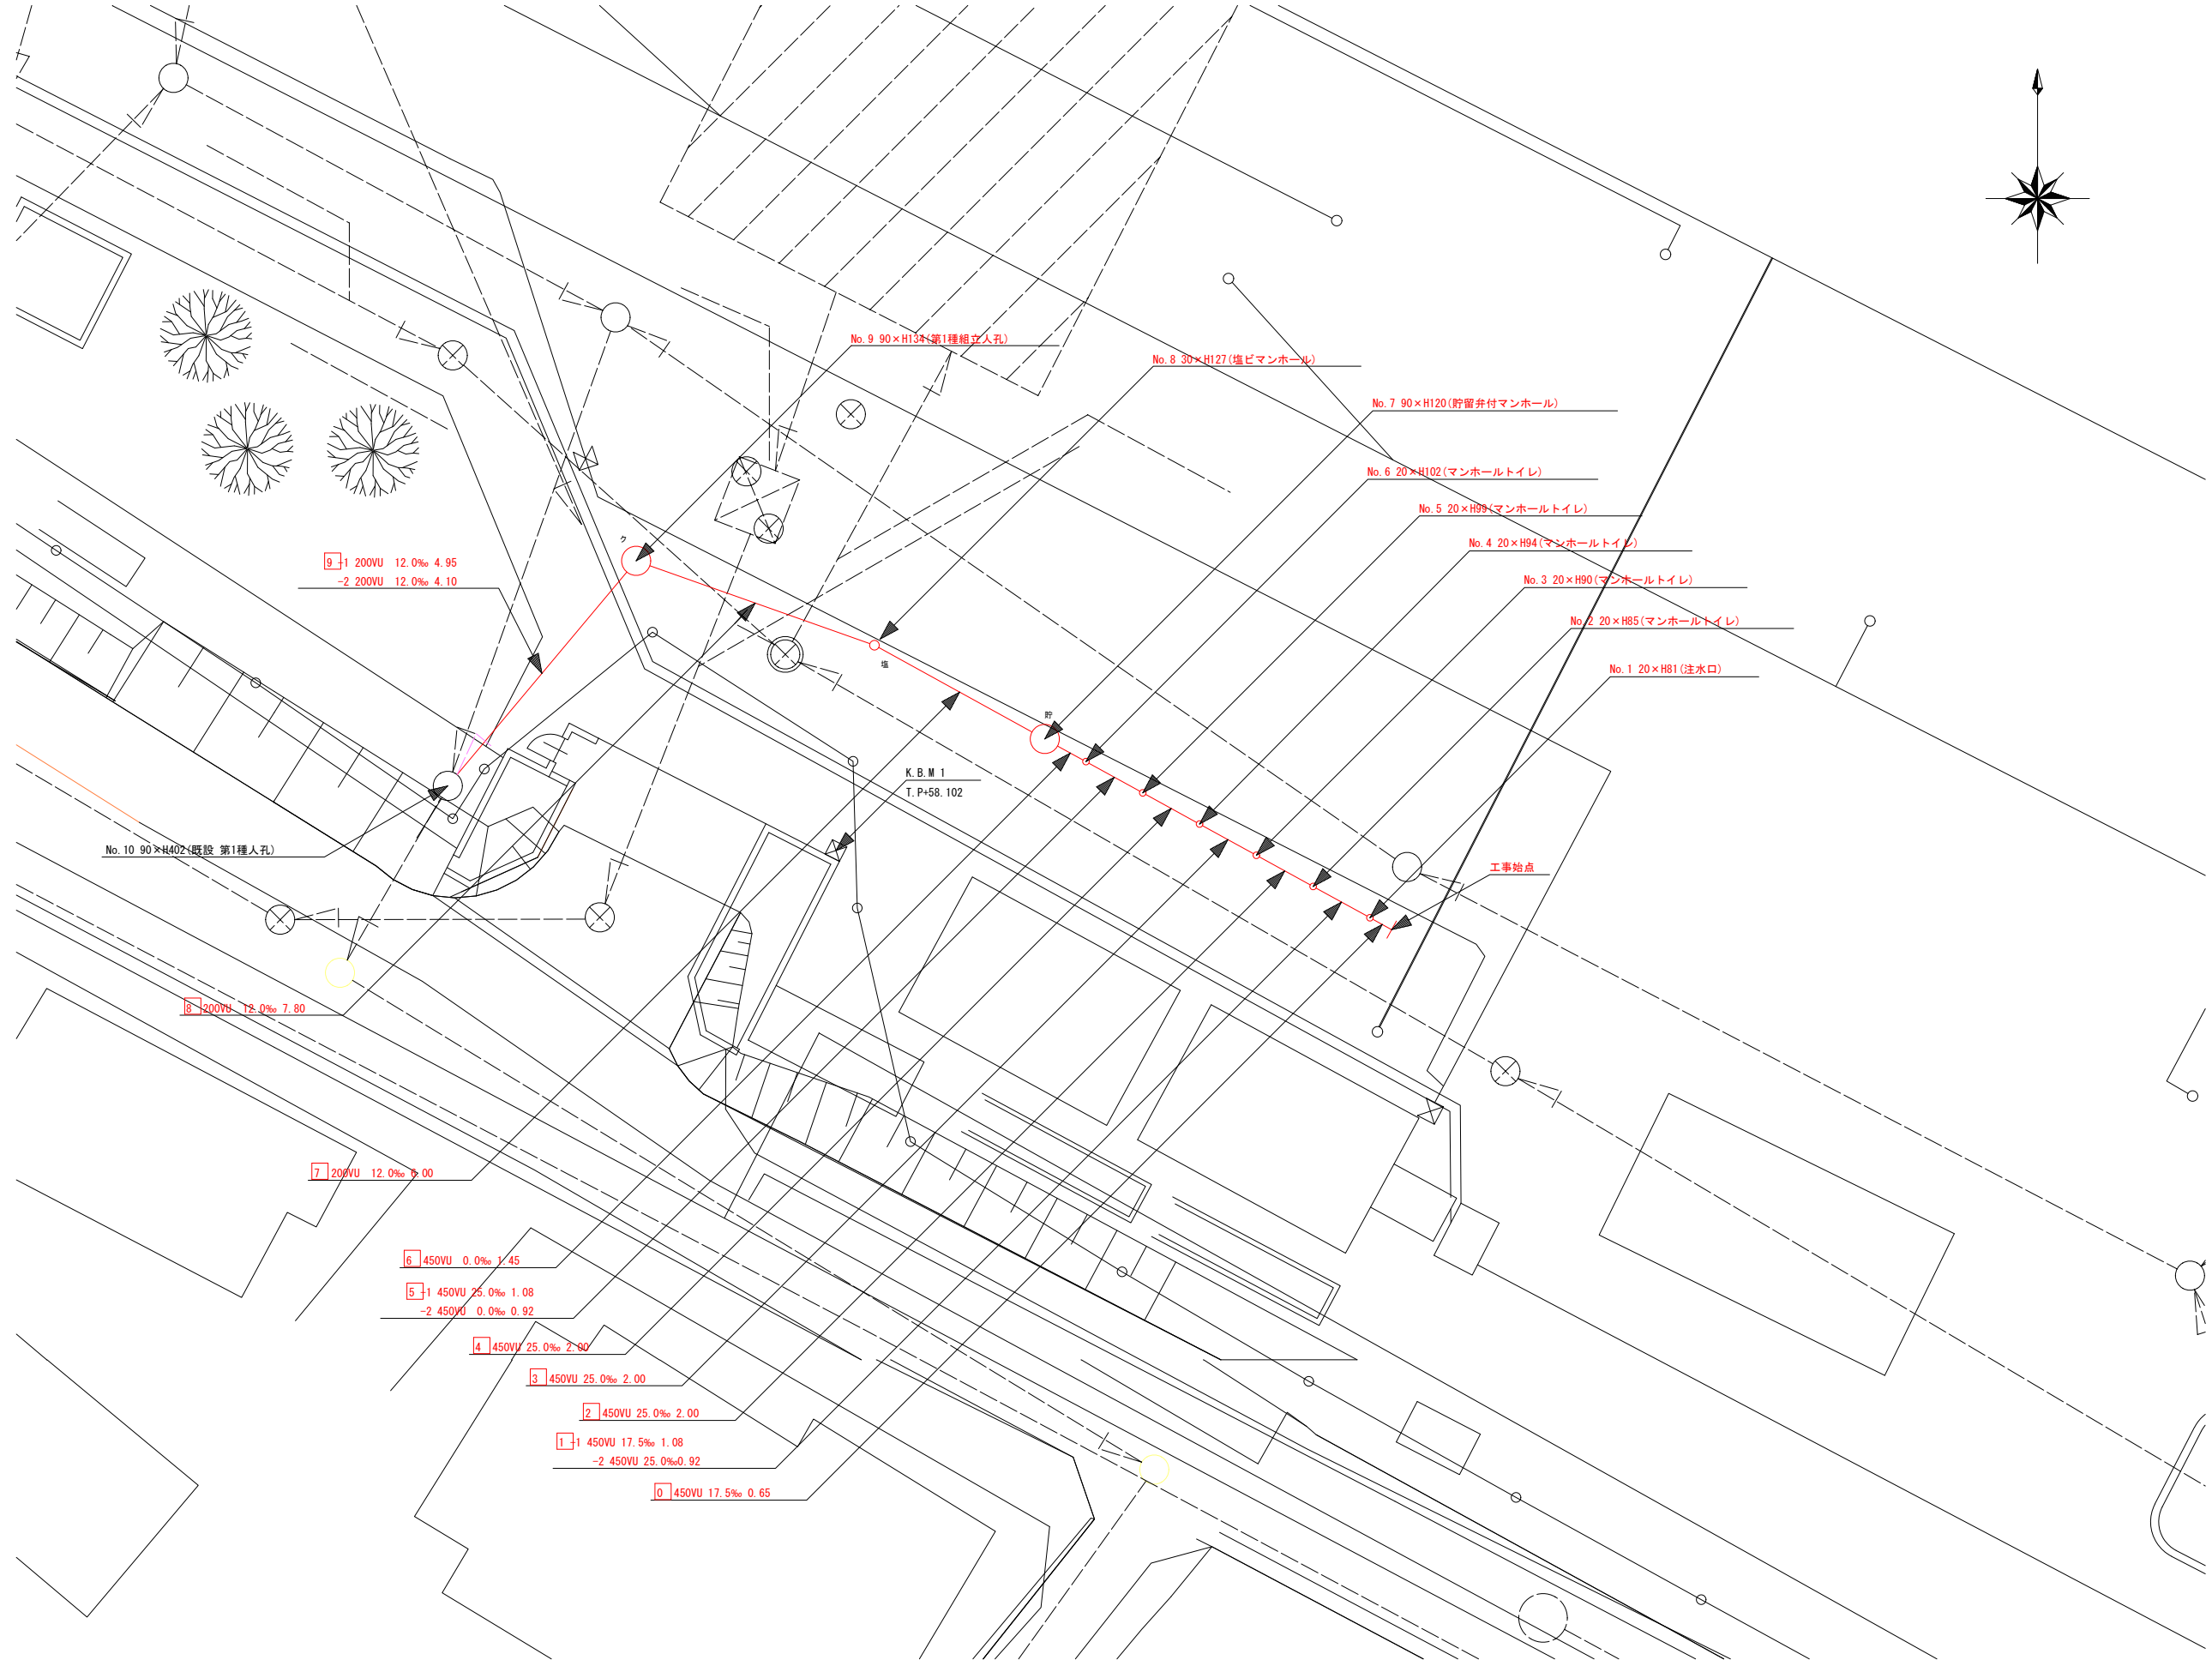 No.9 90×H134(第1種組立人孔)
No.8 30×H127(塩ビマンホール)
No.7 90×H120(貯留弁付マンホール)
No.6 20×H102(マンホールトイレ)
No.5 20×H99(マンホールトイレ)
No.4 20×H94(マンホールトイレ)
No.3 20×H90(マンホールトイレ)
No.2 20×H85(マンホールトイレ)
No.1 20×H81(注水口)
ク
9 -1 200VU 12.0‰ 4.95
-2 200VU 12.0‰ 4.10
塩
貯
K.B.M 1
T.P+58.102
No.10 90×H402(既設 第1種人孔)
工事始点
8 200VU 12.0‰ 7.80
7 200VU 12.0‰ 6.00
6 450VU 0.0‰ 1.45
5 -1 450VU 25.0‰ 1.08
-2 450VU 0.0‰ 0.92
4 450VU 25.0‰ 2.00
3 450VU 25.0‰ 2.00
2 450VU 25.0‰ 2.00
1 -1 450VU 17.5‰ 1.08
-2 450VU 25.0‰0.92
0 450VU 17.5‰ 0.65